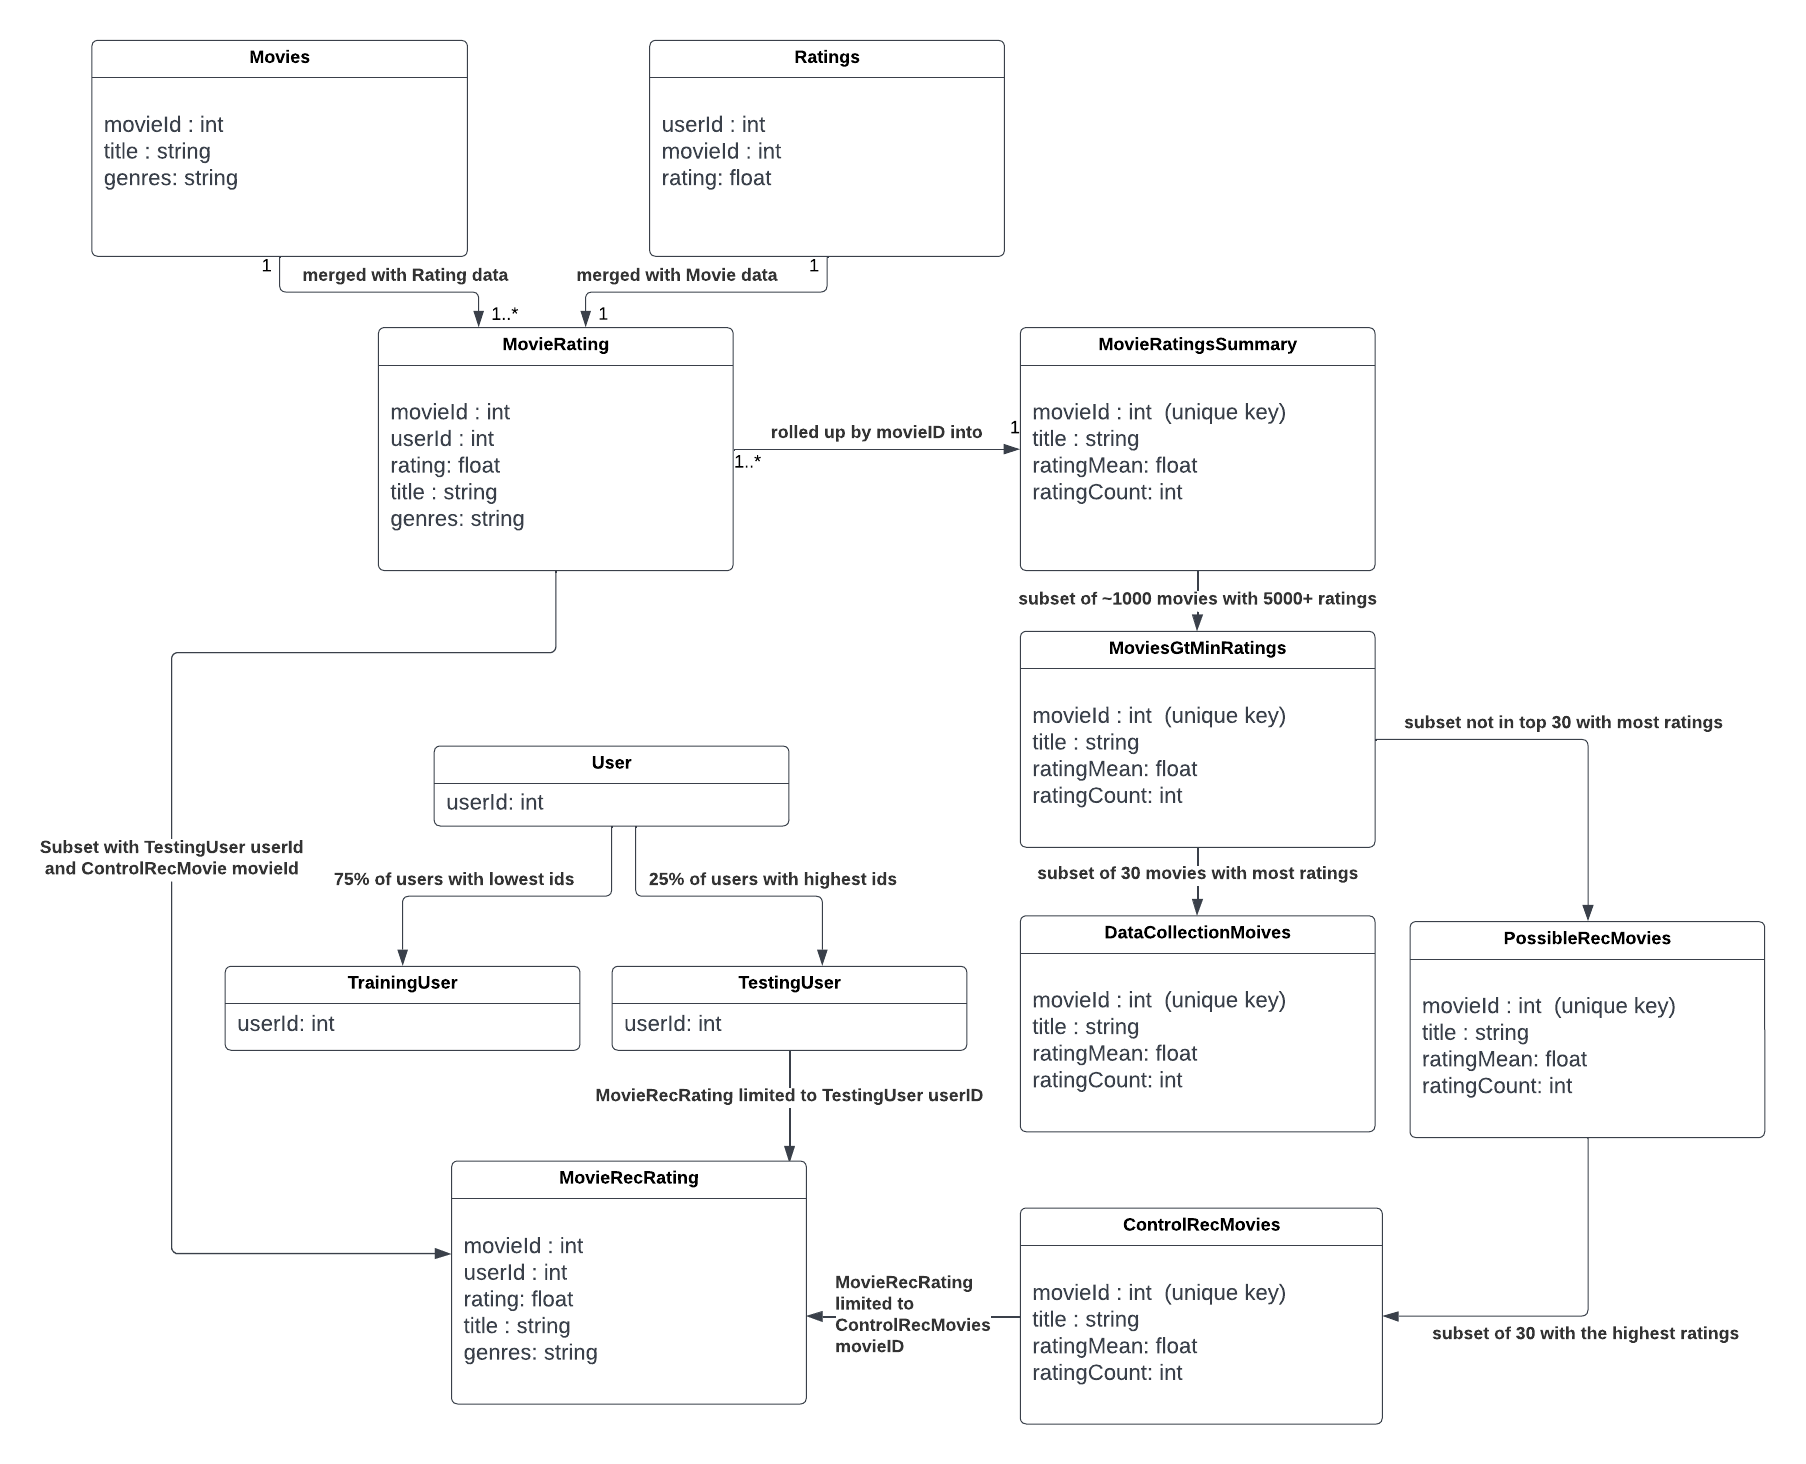 Movies
movieId : int
title : string
genres: string
Ratings
userId : int
movieId : int
rating: float
1
merged with Rating data
1..*
merged with Movie data
1
1
MovieRating
movieId : int
userId : int
rating: float
title : string
genres: string
rolled up by movieID into
1
1..*
MovieRatingsSummary
movieId : int  (unique key)
title : string
ratingMean: float
ratingCount: int
subset of ~1000 movies with 5000+ ratings
MoviesGtMinRatings
movieId : int  (unique key)
title : string
ratingMean: float
ratingCount: int
subset not in top 30 with most ratings
User
userId: int
Subset with TestingUser userId
and ControlRecMovie movieId
75% of users with lowest ids
25% of users with highest ids
subset of 30 movies with most ratings
TrainingUser
userId: int
TestingUser
userId: int
DataCollectionMoives
movieId : int  (unique key)
title : string
ratingMean: float
ratingCount: int
PossibleRecMovies
movieId : int  (unique key)
title : string
ratingMean: float
ratingCount: int
MovieRecRating limited to TestingUser userID
MovieRecRating
movieId : int
userId : int
rating: float
title : string
genres: string
MovieRecRating
limited to
ControlRecMovies
movieID
ControlRecMovies
movieId : int  (unique key)
title : string
ratingMean: float
ratingCount: int
subset of 30 with the highest ratings